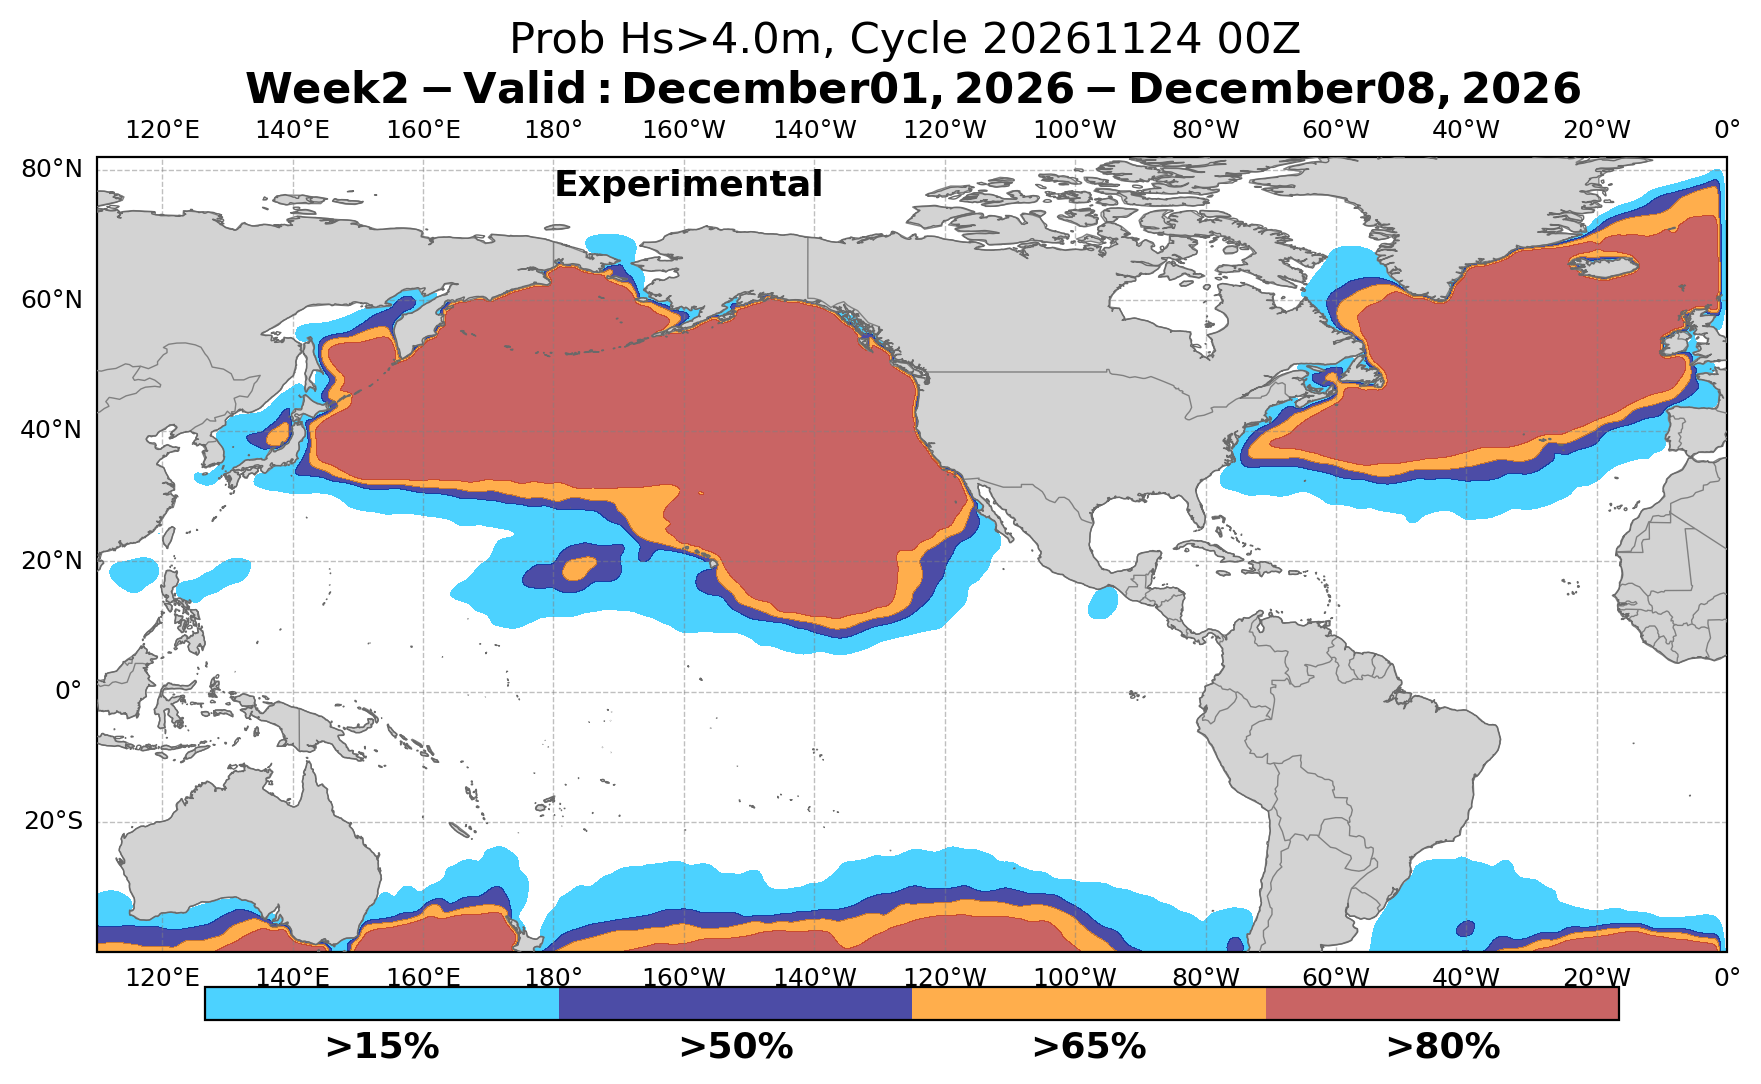 Prob Hs>4.0m, Cycle 20261124 00Z
Week2 – Valid : December01, 2026 – December08, 2026
120°E 140°E 160°E 180° 160°W 140°W 120°W 100°W 80°W 60°W 40°W 20°W 0°
80°N
Experimental
60°N
40°N
20°N
0°
20°S
120°E 140°E 160°E 180° 160°W 140°W 120°W 100°W 80°W 60°W 40°W 20°W 0°
>15% >50% >65% >80%